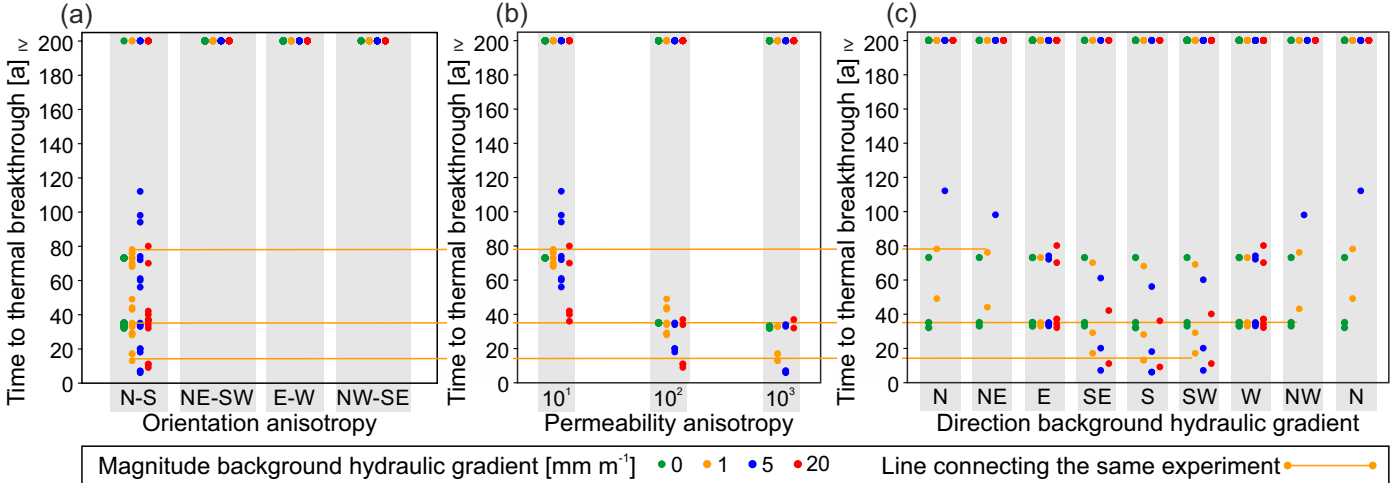 (a)
Time to thermal breakthrough [a] ≥
200
180
160
140
120
100
80
60
40
20
0
N-S NE-SW E-W NW-SE
Orientation anisotropy
(b)
Time to thermal breakthrough [a] ≥
200
180
160
140
120
100
80
60
40
20
0
10¹ 10² 10³
Permeability anisotropy
(c)
Time to thermal breakthrough [a] ≥
200
180
160
140
120
100
80
60
40
20
0
N NE E SE S SW W NW N
Direction background hydraulic gradient
Magnitude background hydraulic gradient [mm m⁻¹] 0 1 5 20 Line connecting the same experiment